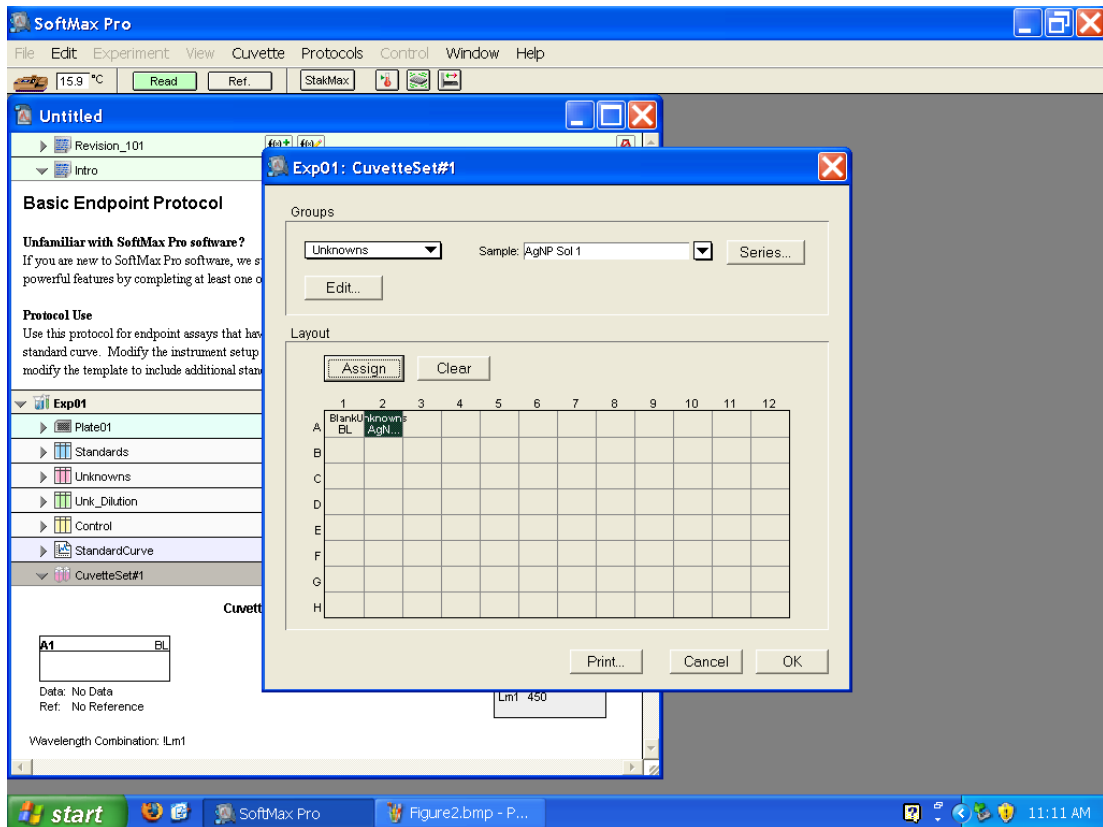 SoftMax Pro
File Edit Experiment View Cuvette Protocols Control Window Help
15.9 °C Read Ref. StakMax
Untitled
Revision_101
Intro
Basic Endpoint Protocol
Unfamiliar with SoftMax Pro software?
If you are new to SoftMax Pro software, we s
powerful features by completing at least one o
Protocol Use
Use this protocol for endpoint assays that hav
standard curve. Modify the instrument setup
modify the template to include additional stan
Exp01
Plate01
Standards
Unknowns
Unk_Dilution
Control
StandardCurve
CuvetteSet#1
Cuvett
A1 BL
Data: No Data
Ref: No Reference
Lm1 450
Wavelength Combination: !Lm1
Exp01: CuvetteSet#1
Groups
Unknowns Sample: AgNP Sol 1 Series...
Edit...
Layout
Assign Clear
1 2 3 4 5 6 7 8 9 10 11 12
A Blank Unknowns
BL AgN...
B
C
D
E
F
G
H
Print... Cancel OK
start SoftMax Pro Figure2.bmp - P... 11:11 AM